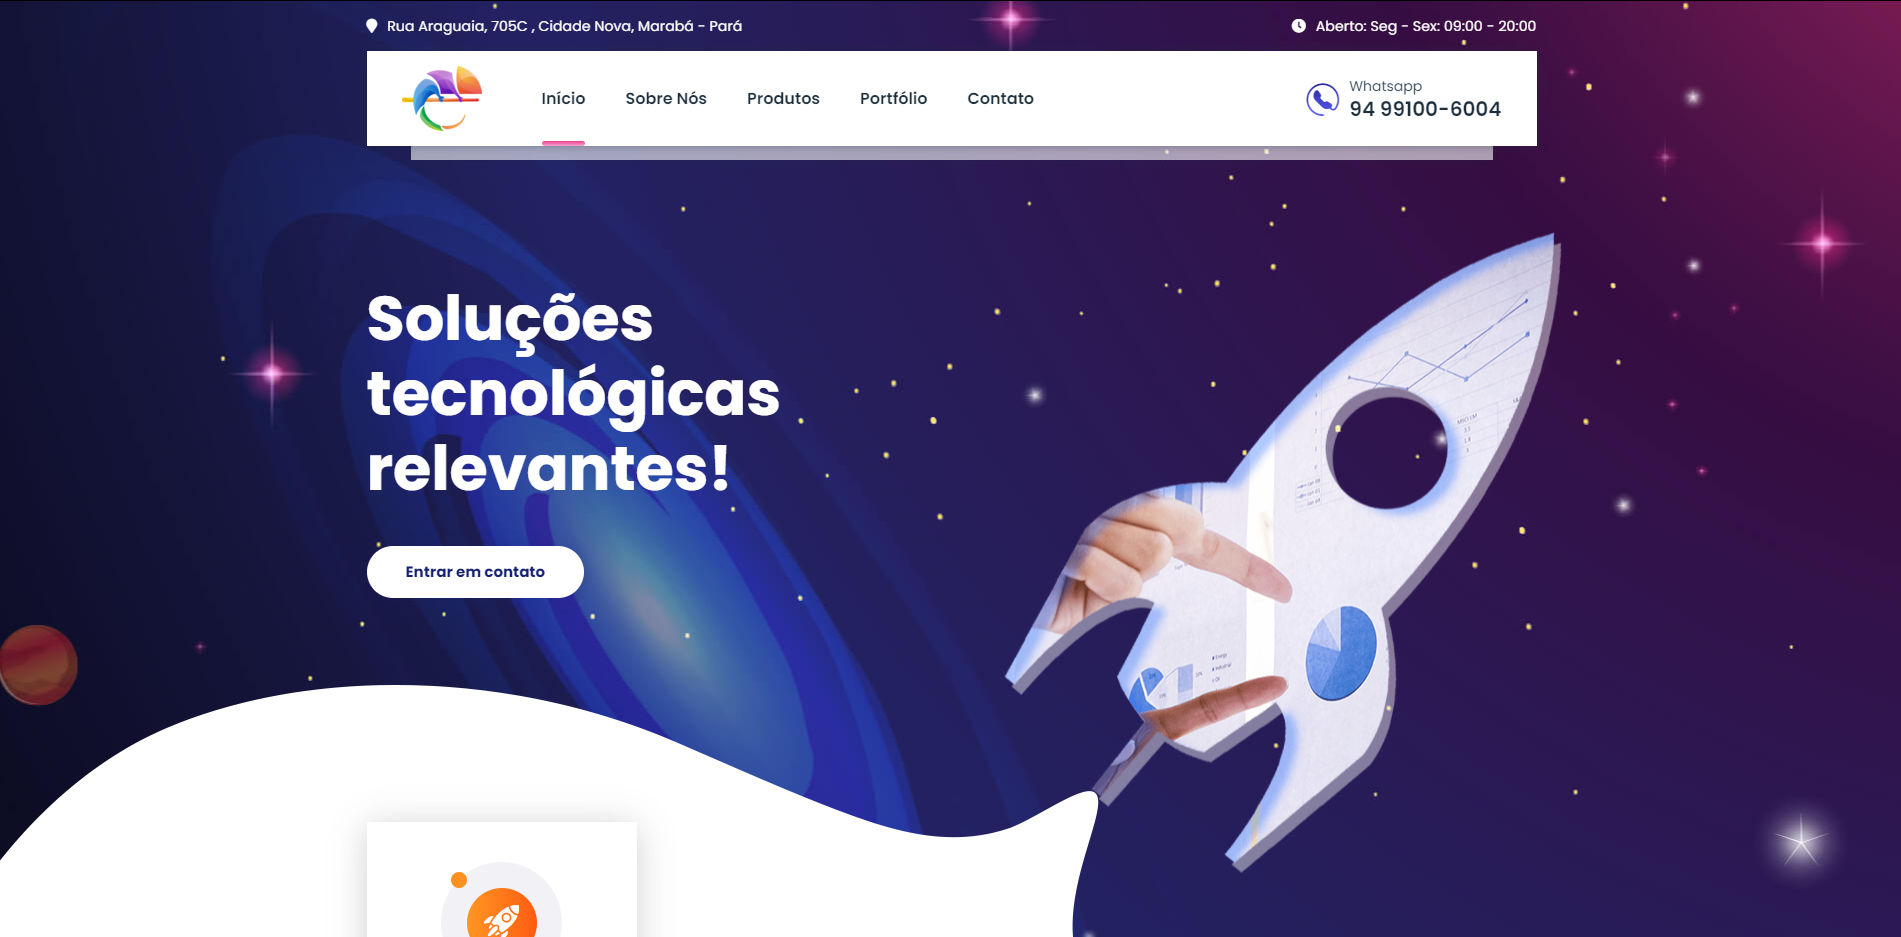 Rua Araguaia, 705C , Cidade Nova, Marabá - Pará
Aberto: Seg - Sex: 09:00 - 20:00
Início
Sobre Nós
Produtos
Portfólio
Contato
Whatsapp
94 99100-6004
Soluções
tecnológicas
relevantes!
Entrar em contato